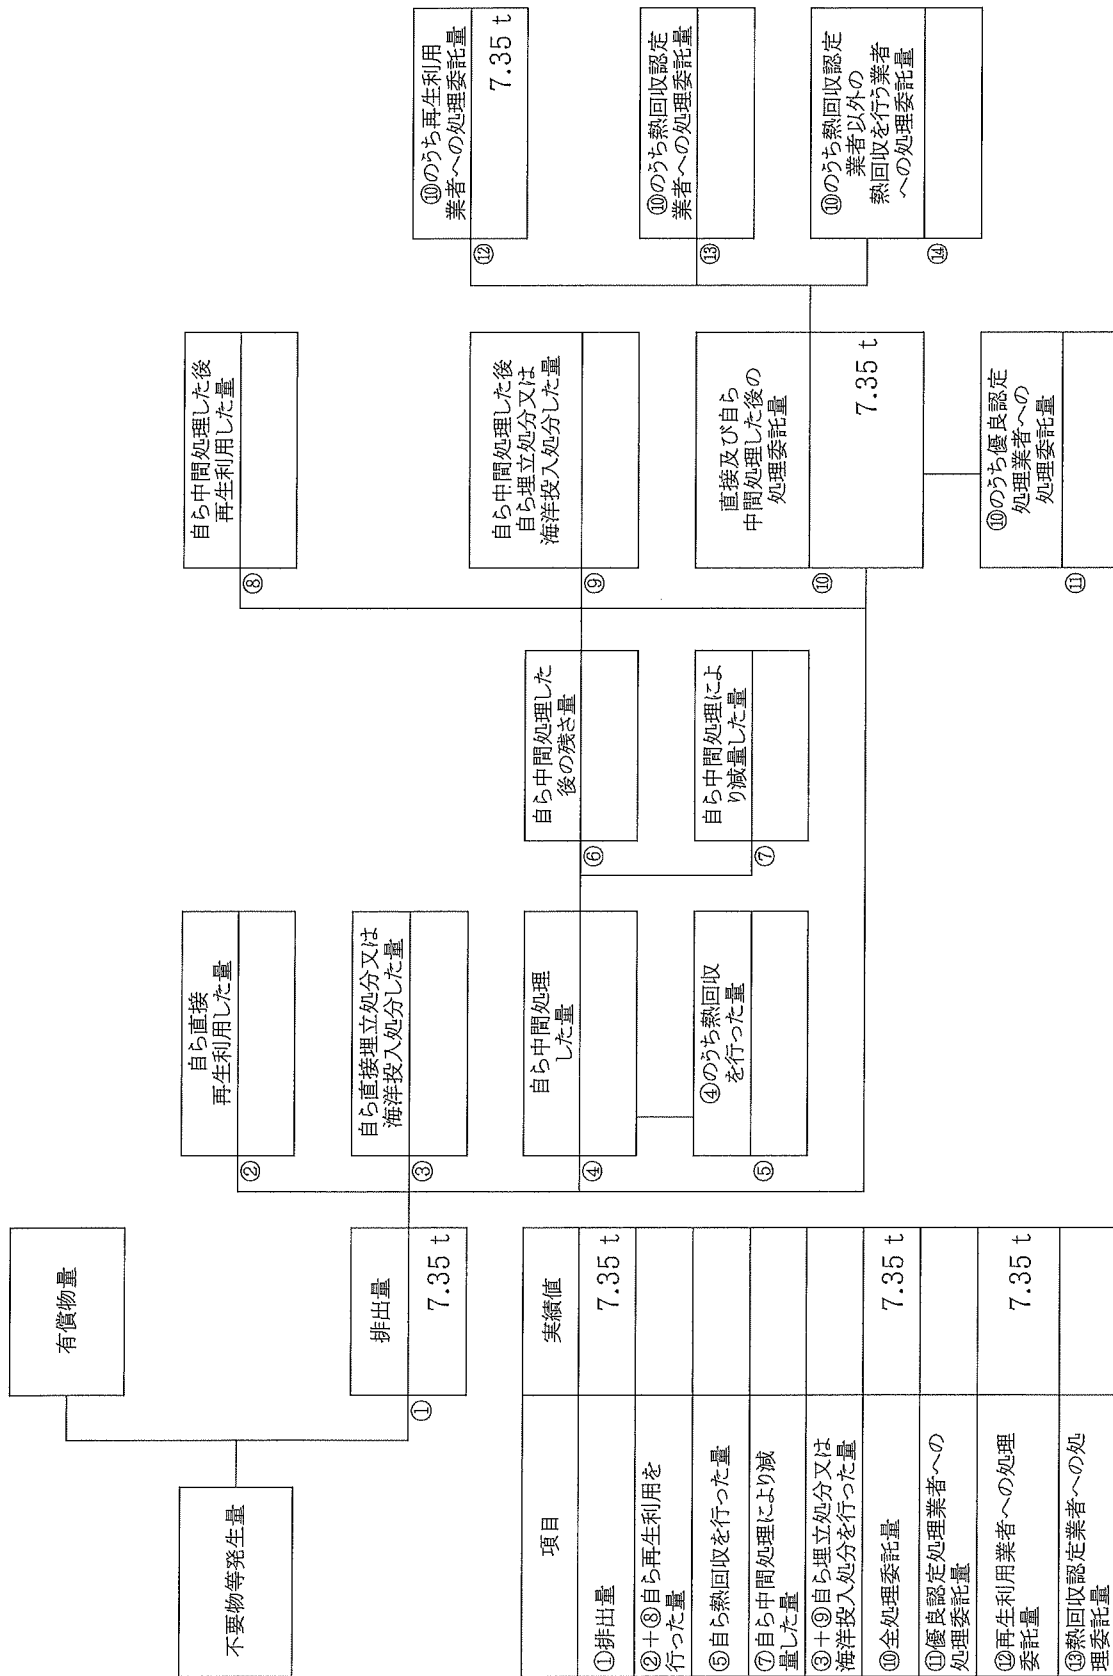 不要物等発生量
有償物量
①
排出量
7.35 t
②
自ら直接
再生利用した量
③
自ら直接埋立処分又は
海洋投入処分した量
④
自ら中間処理
した量
⑤
④のうち熱回収
を行った量
⑥
自ら中間処理した
後の残さ量
⑦
自ら中間処理によ
り減量した量
⑧
自ら中間処理した後
再生利用した量
⑨
自ら中間処理した後
自ら埋立処分又は
海洋投入処分した量
⑩
直接及び自ら
中間処理した後の
処理委託量
7.35 t
⑪
⑩のうち優良認定
処理業者への
処理委託量
⑫
⑩のうち再生利用
業者への処理委託量
7.35 t
⑬
⑩のうち熱回収認定
業者への処理委託量
⑭
⑩のうち熱回収認定
業者以外の
熱回収を行う業者
への処理委託量
項目
実績値
①排出量
7.35 t
②+⑧自ら再生利用を
行った量
⑤自ら熱回収を行った量
⑦自ら中間処理により減
量した量
③+⑨自ら埋立処分又は
海洋投入処分を行った量
⑩全処理委託量
7.35 t
⑪優良認定処理業者への
処理委託量
⑫再生利用業者への処理
委託量
7.35 t
⑬熱回収認定業者への処
理委託量